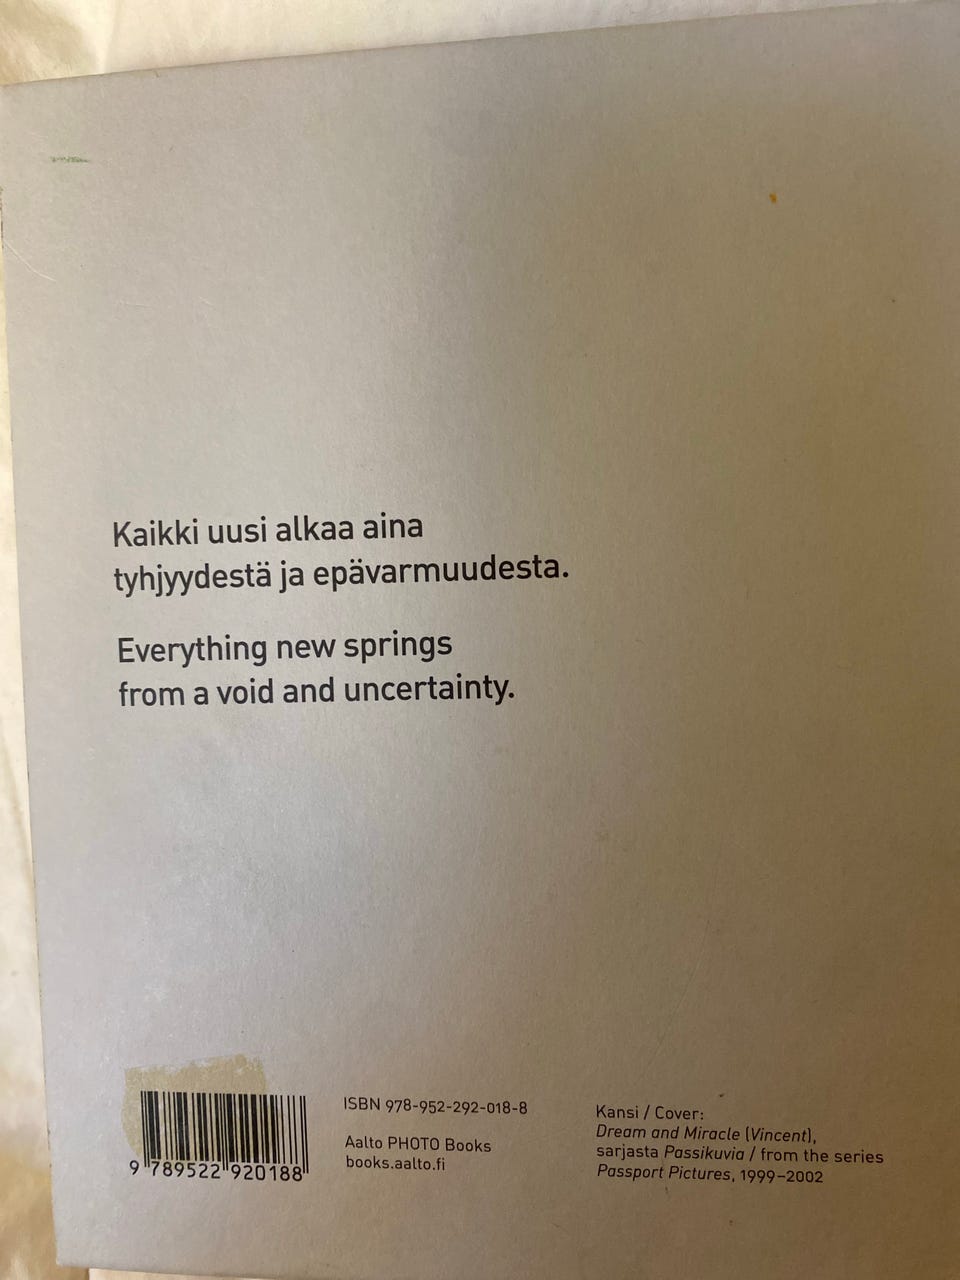 Kaikki uusi alkaa aina
tyhjyydestä ja epävarmuudesta.
Everything new springs
from a void and uncertainty.
9 789522 920188
ISBN 978-952-292-018-8
Aalto PHOTO Books
books.aalto.fi
Kansi / Cover:
Dream and Miracle (Vincent),
sarjasta Passikuvia / from the series
Passport Pictures, 1999–2002